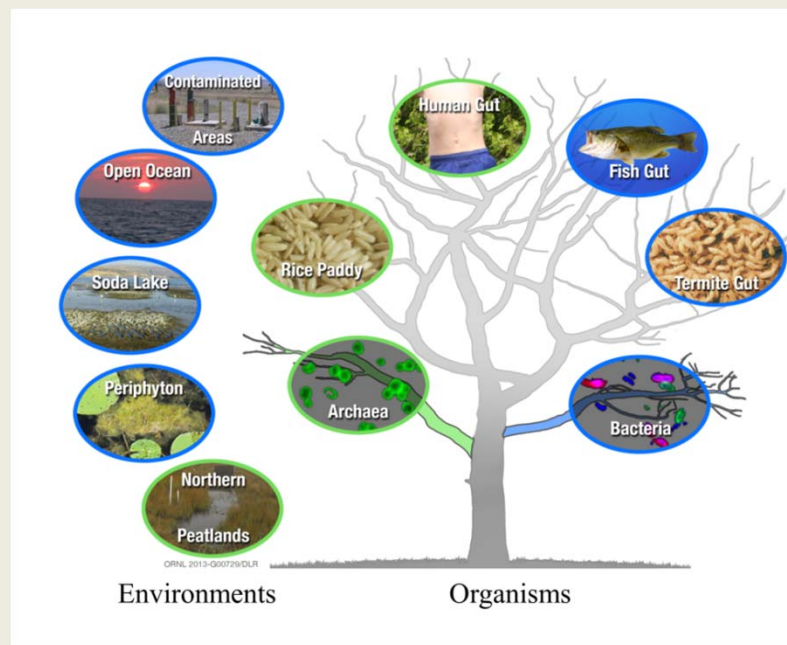 Contaminated
Areas
Open Ocean
Soda Lake
Periphyton
Northern
Peatlands
ORNL 2013-G00729/DLR
Environments
Human Gut
Fish Gut
Rice Paddy
Termite Gut
Archaea
Bacteria
Organisms